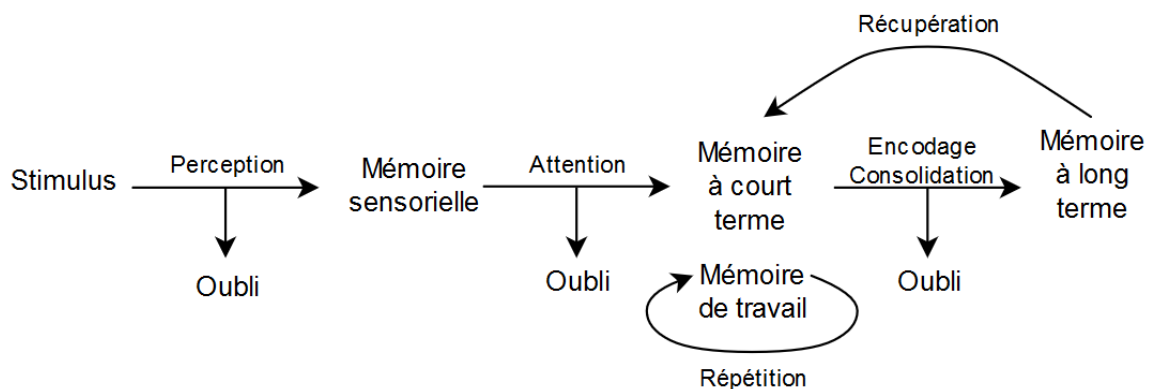 Récupération
Stimulus
Perception
Mémoire
sensorielle
Attention
Mémoire
à court
terme
Encodage
Consolidation
Mémoire
à long
terme
Oubli
Oubli
Mémoire
de travail
Oubli
Répétition